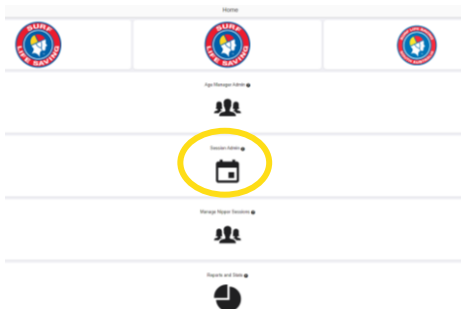 Home
SURF LIFE SAVING
SURF LIFE SAVING
Age Manager Admin
Session Admin
Manage Nipper Sessions
Reports and Stats